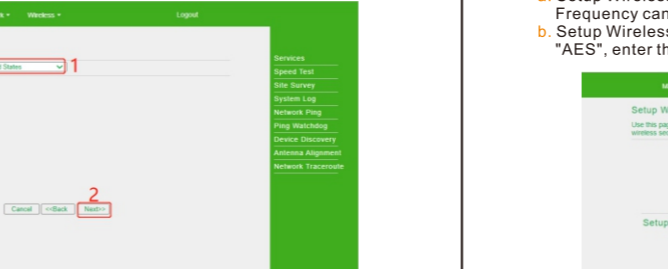 Wireless
Logout
States
1
Services
Speed Test
Site Survey
System Log
Network Ping
Ping Watchdog
Device Discovery
Antenna Alignment
Network Traceroute
2
Cancel <<Back Next>>
Frequency can
b. Setup Wireless
"AES", enter th
Setup W
Use this pag
wireless se
Setup